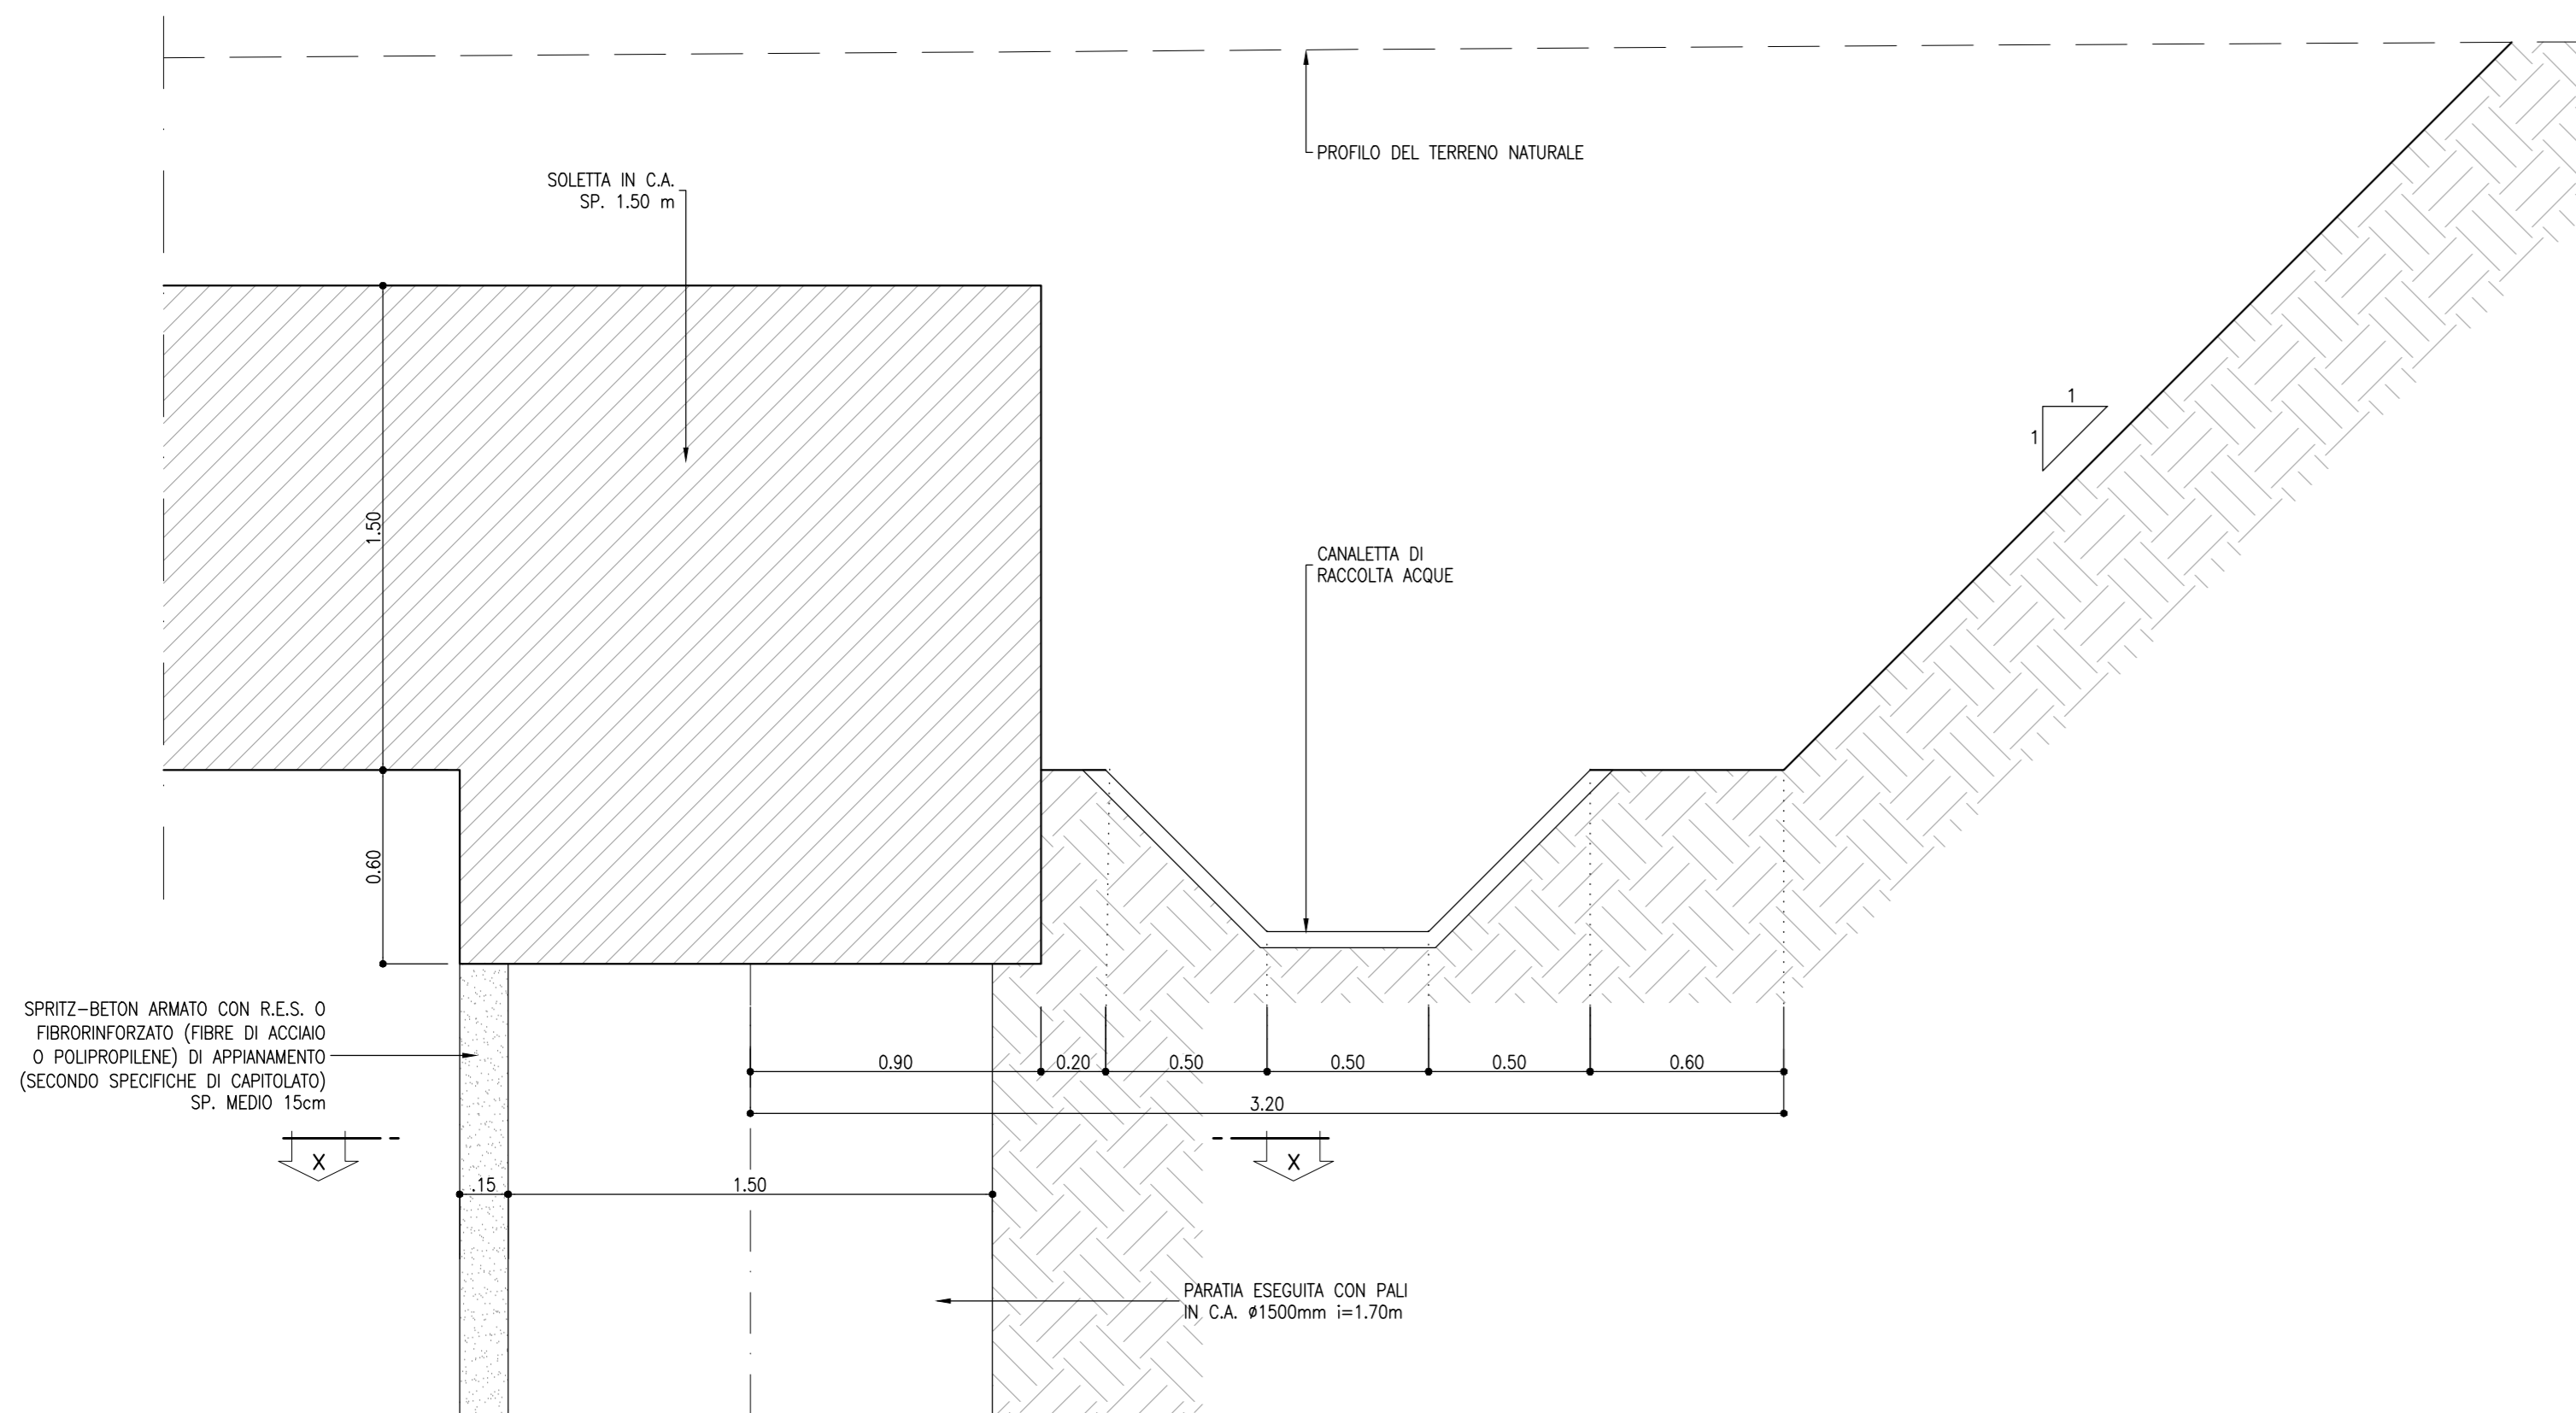 PROFILO DEL TERRENO NATURALE
SOLETTA IN C.A.
SP. 1.50 m
1
1
1.50
CANALETTA DI
RACCOLTA ACQUE
0.60
SPRITZ-BETON ARMATO CON R.E.S. O
FIBRORINFORZATO (FIBRE DI ACCIAIO
O POLIPROPILENE) DI APPIANAMENTO
(SECONDO SPECIFICHE DI CAPITOLATO)
SP. MEDIO 15cm
0.90 0.20 0.50 0.50 0.50 0.60
3.20
X X
.15 1.50
PARATIA ESEGUITA CON PALI
IN C.A. ø1500mm i=1.70m